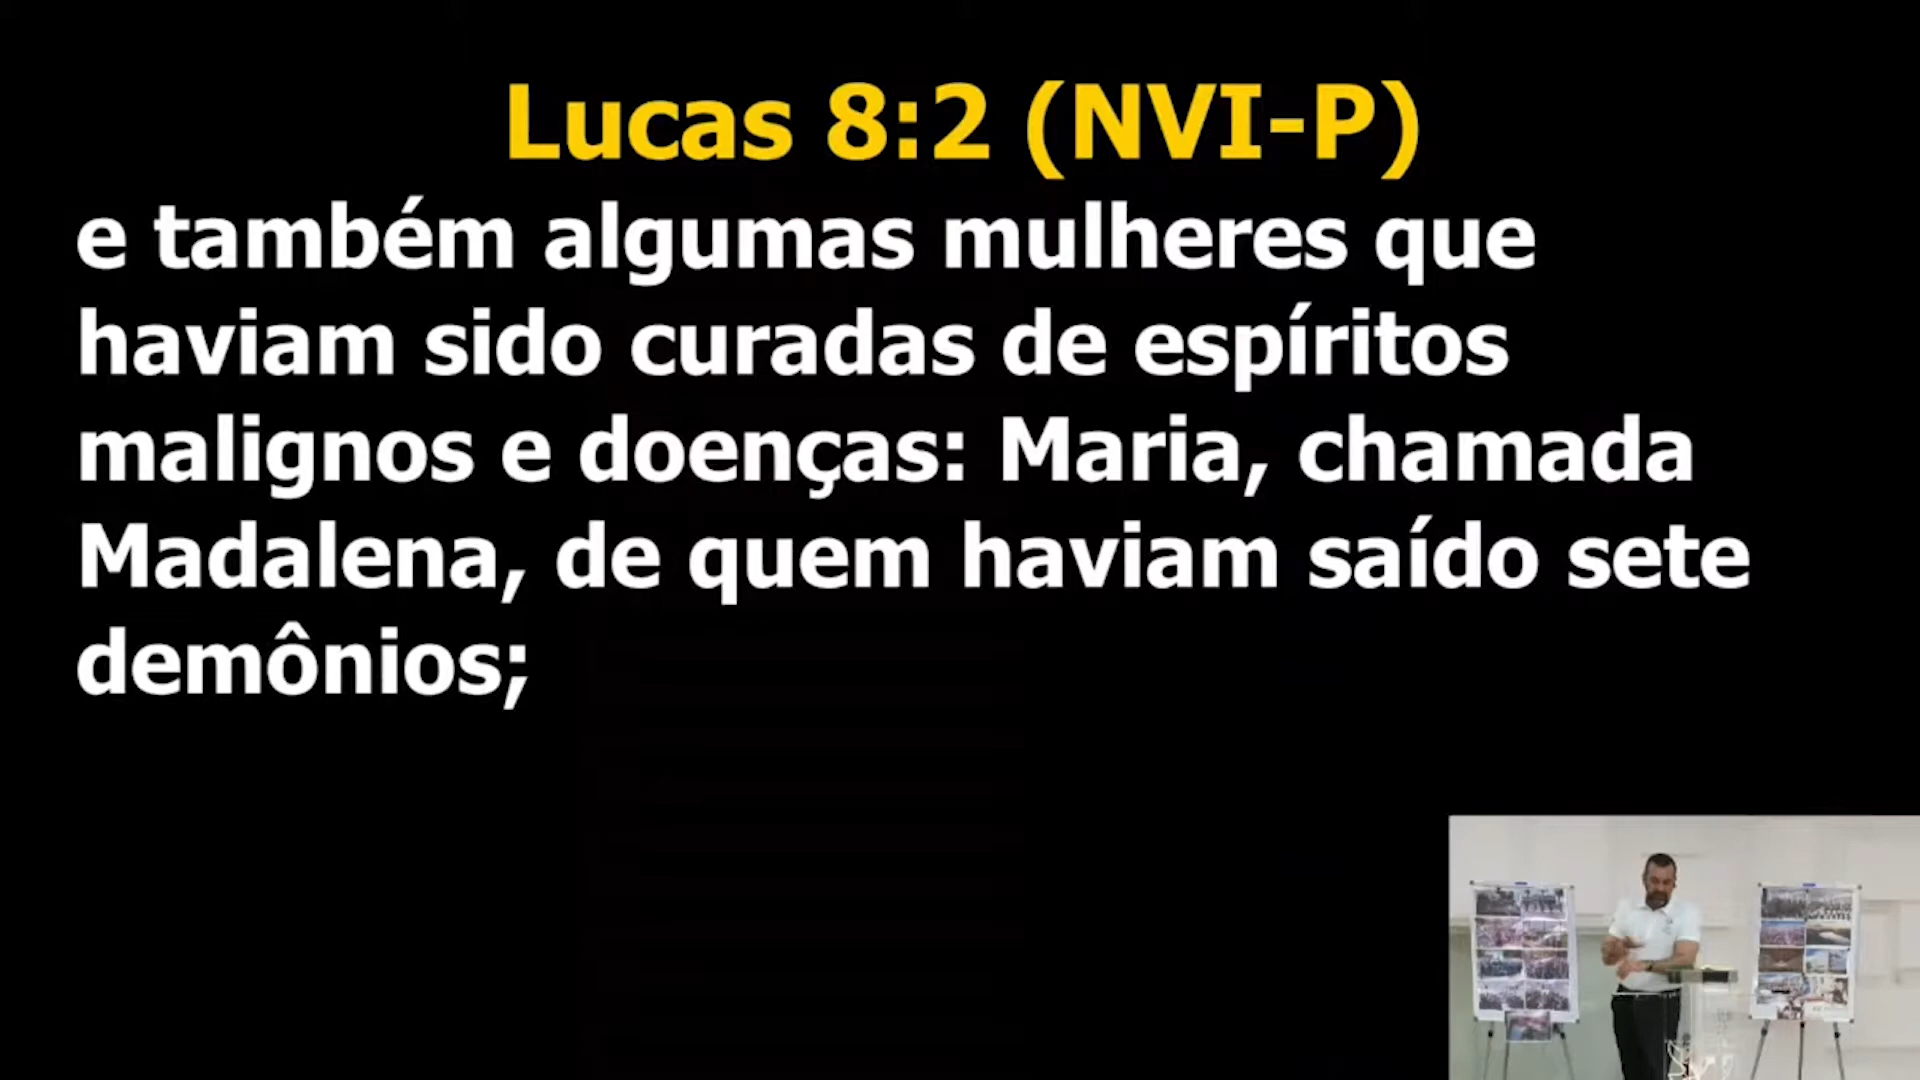 Lucas 8:2 (NVI-P)
e também algumas mulheres que
haviam sido curadas de espíritos
malignos e doenças: Maria, chamada
Madalena, de quem haviam saído sete
demônios;